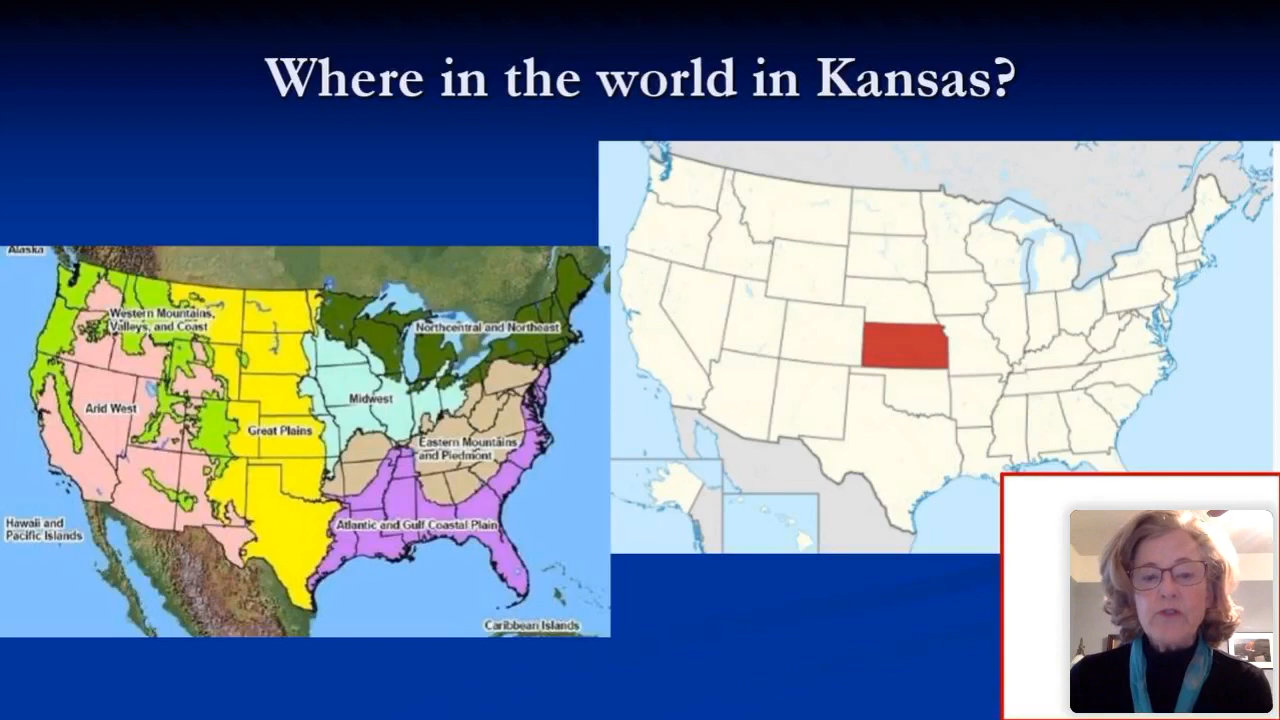 Where in the world in Kansas?
Alaska
Western Mountains,
Valleys, and Coast
Northcentral and Northeast
Arid West
Midwest
Great Plains
Eastern Mountains
and Piedmont
Hawaii and
Pacific Islands
Atlantic and Gulf Coastal Plain
Caribbean Islands